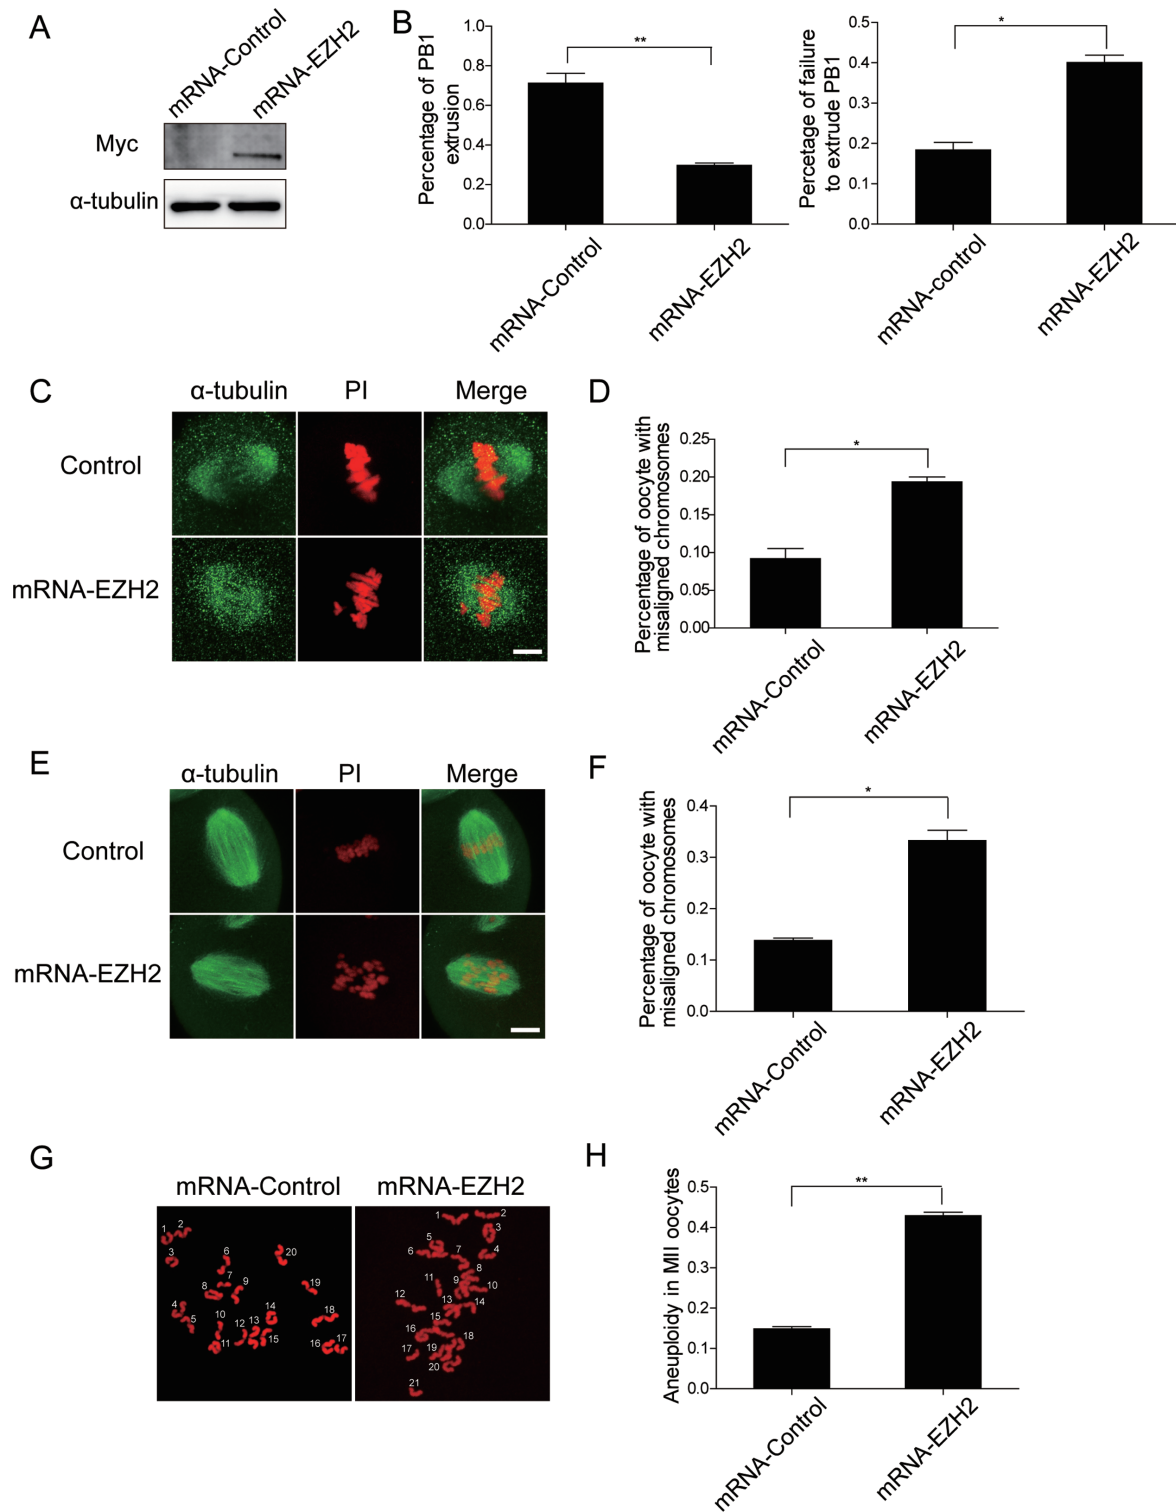 A
mRNA-Control
mRNA-EZH2
Myc
α-tubulin
B
Percentage of PB1
extrusion
1.0
0.8
0.6
0.4
0.2
0.0
**
mRNA-Control
mRNA-EZH2
Percetage of failure
to extrude PB1
0.5
0.4
0.3
0.2
0.1
0.0
*
mRNA-control
mRNA-EZH2
C
α-tubulin PI Merge
Control
mRNA-EZH2
D
Percentage of oocyte with
misaligned chromosomes
0.25
0.20
0.15
0.10
0.05
0.00
*
mRNA-Control
mRNA-EZH2
E
α-tubulin PI Merge
Control
mRNA-EZH2
F
Percentage of oocyte with
misaligned chromosomes
0.4
0.3
0.2
0.1
0.0
*
mRNA-Control
mRNA-EZH2
G
mRNA-Control mRNA-EZH2
1 2
3
6
20
7
8 9
19
4
5
10
14
18
12 13
11
15
16 17
1 2
3
5
6 7 4
8
11 9 10
12
13 14
15
16
18
17 19
20
21
H
Aneuploidy in MII oocytes
0.5
0.4
0.3
0.2
0.1
0.0
**
mRNA-Control
mRNA-EZH2